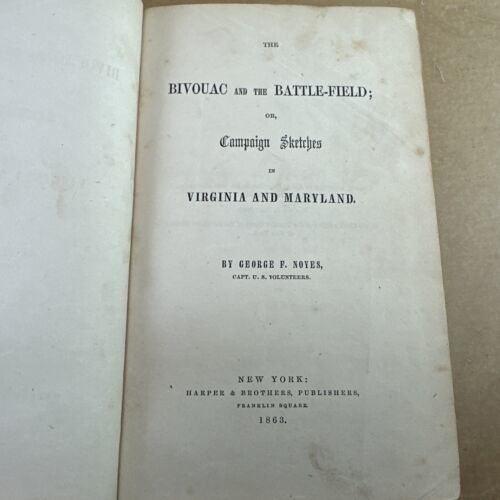 THE
BIVOUAC AND THE BATTLE-FIELD;
OR,
Campaign Sketches
IN
VIRGINIA AND MARYLAND.
BY GEORGE F. NOYES,
CAPT. U. S. VOLUNTEERS.
NEW YORK:
HARPER & BROTHERS, PUBLISHERS,
FRANKLIN SQUARE.
1863.